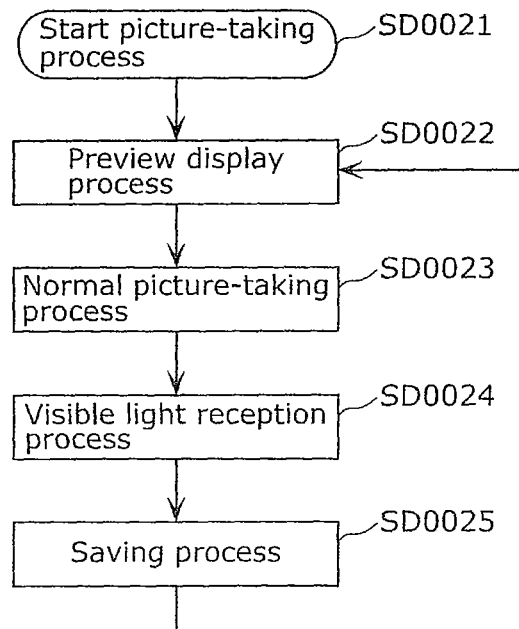 Start picture-taking
process
SD0021
Preview display
process
SD0022
Normal picture-taking
process
SD0023
Visible light reception
process
SD0024
Saving process
SD0025